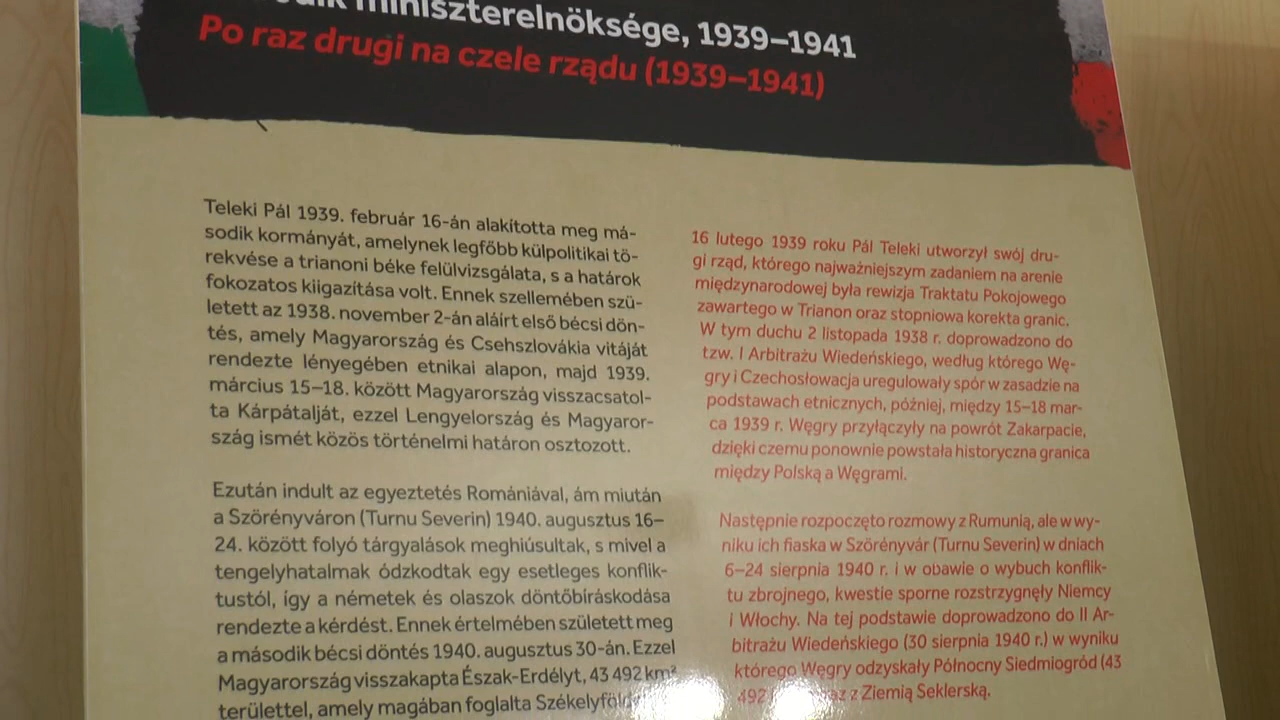 miniszterelnöksége, 1939–1941
Po raz drugi na czele rządu (1939–1941)
Teleki Pál 1939. február 16-án alakította meg má-
sodik kormányát, amelynek legfőbb külpolitikai tö-
rekvése a trianoni béke felülvizsgálata, s a határok
fokozatos kiigazítása volt. Ennek szellemében szü-
letett az 1938. november 2-án aláírt első bécsi dön-
tés, amely Magyarország és Csehszlovákia vitáját
rendezte lényegében etnikai alapon, majd 1939.
március 15–18. között Magyarország visszacsatol-
ta Kárpátalját, ezzel Lengyelország és Magyaror-
szág ismét közös történelmi határon osztozott.
Ezután indult az egyeztetés Romániával, ám miután
a Szörényváron (Turnu Severin) 1940. augusztus 16–
24. között folyó tárgyalások meghiúsultak, s mivel a
tengelyhatalmak ódzkodtak egy esetleges konflik-
tustól, így a németek és olaszok döntőbíráskodása
rendezte a kérdést. Ennek értelmében született meg
a második bécsi döntés 1940. augusztus 30-án. Ezzel
Magyarország visszakapta Észak-Erdélyt, 43 492 km²
területtel, amely magában foglalta
16 lutego 1939 roku Pál Teleki utworzył swój dru-
gi rząd, którego najważniejszym zadaniem na arenie
międzynarodowej była rewizja Traktatu Pokojowego
zawartego w Trianon oraz stopniowa korekta granic.
W tym duchu 2 listopada 1938 r. doprowadzono do
tzw. I Arbitrażu Wiedeńskiego, według którego Wę-
gry i Czechosłowacja uregulowały spór w zasadzie na
podstawach etnicznych, później, między 15–18 mar-
ca 1939 r. Węgry przyłączyły na powrót Zakarpacie,
dzięki czemu ponownie powstała historyczna granica
między Polską a Węgrami.
Następnie rozpoczęto rozmowy z Rumunią, ale w wy-
niku ich fiaska w Szörényvár (Turnu Severin) w dniach
6–24 sierpnia 1940 r. i w obawie o wybuch konflik-
tu zbrojnego, kwestie sporne rozstrzygnęły Niemcy
i Włochy. Na tej podstawie doprowadzono do II Ar-
bitrażu Wiedeńskiego (30 sierpnia 1940 r.) w wyniku
którego Węgry odzyskały Północny Siedmiogród (43
492 z Ziemią Seklerską.